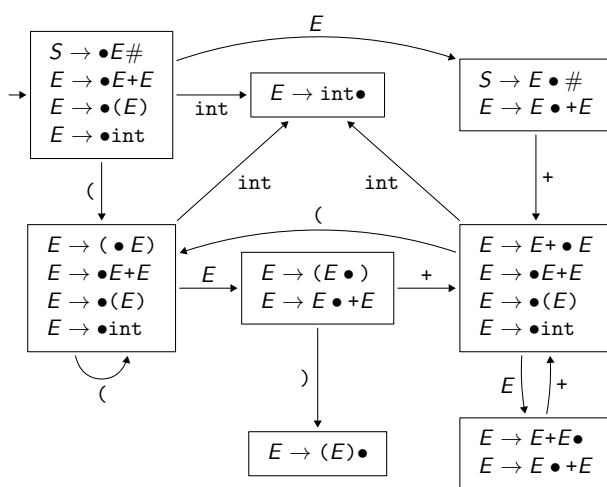 E
S → •E#
E → •E+E
E → •(E)
E → •int
int
E → int•
S → E•#
E → E•+E
(
int
int
+
(
E → (•E)
E → •E+E
E → •(E)
E → •int
E
E → (E•)
E → E•+E
+
E → E+•E
E → •E+E
E → •(E)
E → •int
(
)
E
+
E → (E)•
E → E+E•
E → E•+E